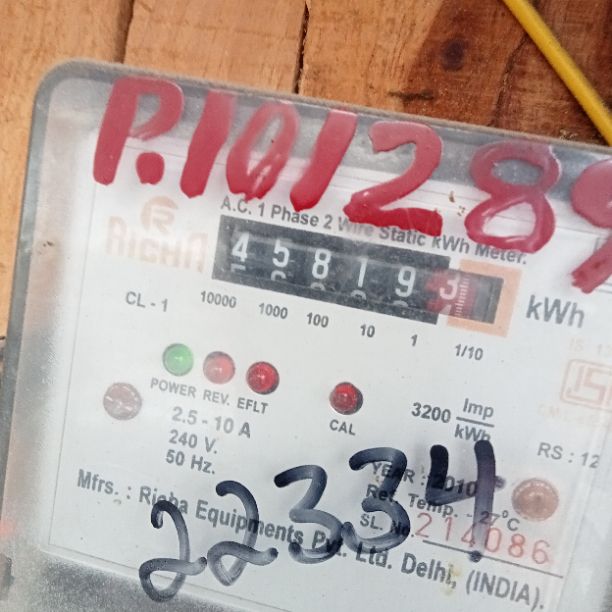 P.101289
A.C. 1 Phase 2 Wire Static kWh Meter.
RICHA
4 5 8 1 9 3
kWh
CL - 1
10000 1000 100 10 1 1/10
POWER REV. EFLT
CAL
3200 Imp
kWh
2.5 - 10 A
240 V.
50 Hz.
RS : 12
YEAR : 2010
Ref. Temp. - 27°C
SL. No. 214086
Mfrs. : Richa Equipments Pvt. Ltd. Delhi, (INDIA).
22334